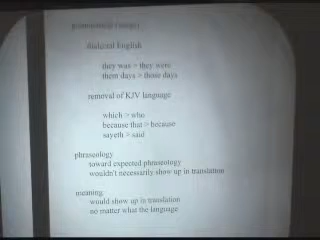 grammatical (usage)
dialectal English
they was > they were
them days > those days
removal of KJV language
which > who
because that > because
sayeth > said
phraseology
toward expected phraseology
wouldn't necessarily show up in translation
meaning
would show up in translation
no matter what the language